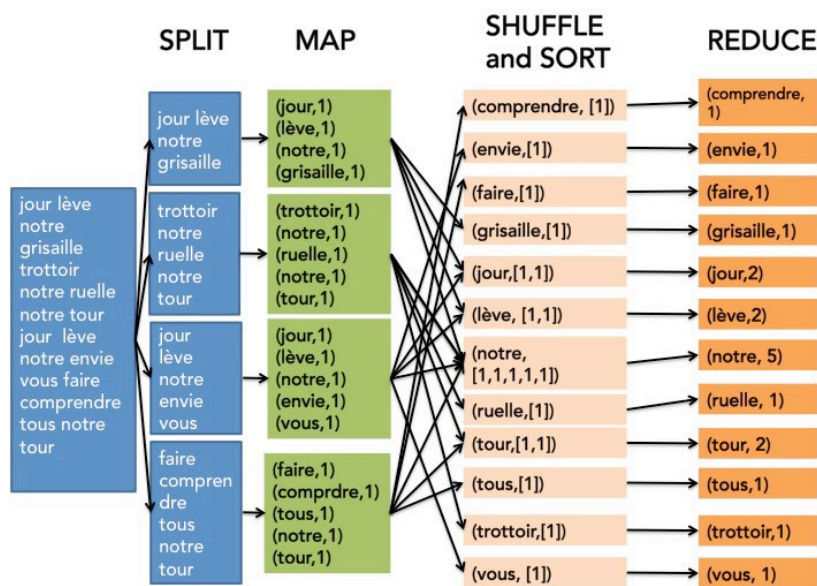 SPLIT
MAP
SHUFFLE
and SORT
REDUCE
jour lève
notre
grisaille
trottoir
notre ruelle
notre tour
jour lève
notre envie
vous faire
comprendre
tous notre
tour
jour lève
notre
grisaille
trottoir
notre
ruelle
notre
tour
jour
lève
notre
envie
vous
faire
compren
dre
tous
notre
tour
(jour,1)
(lève,1)
(notre,1)
(grisaille,1)
(trottoir,1)
(notre,1)
(ruelle,1)
(notre,1)
(tour,1)
(jour,1)
(lève,1)
(notre,1)
(envie,1)
(vous,1)
(faire,1)
(comprdre,1)
(tous,1)
(notre,1)
(tour,1)
(comprendre, [1])
(envie,[1])
(faire,[1])
(grisaille,[1])
(jour,[1,1])
(lève, [1,1])
(notre,
[1,1,1,1,1])
(ruelle,[1])
(tour,[1,1])
(tous,[1])
(trottoir,[1])
(vous, [1])
(comprendre,
1)
(envie,1)
(faire,1)
(grisaille,1)
(jour,2)
(lève,2)
(notre, 5)
(ruelle, 1)
(tour, 2)
(tous,1)
(trottoir,1)
(vous, 1)